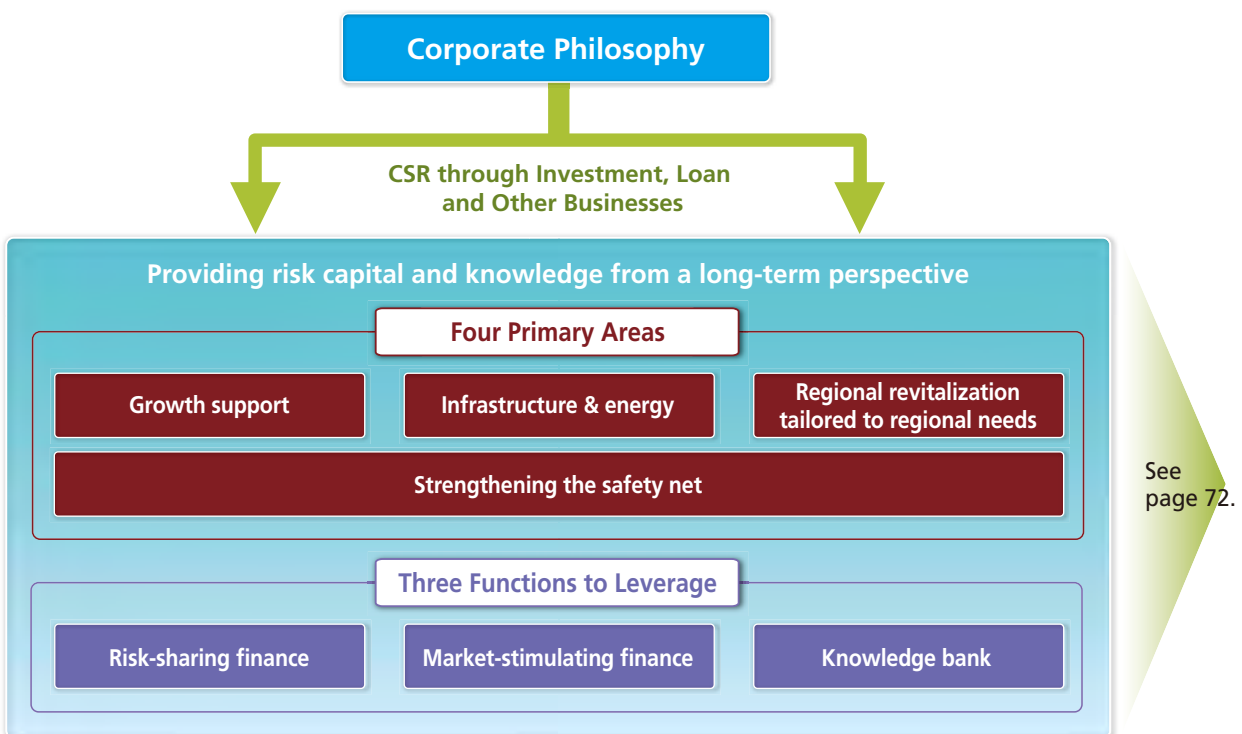 Corporate Philosophy
CSR through Investment, Loan
and Other Businesses
Providing risk capital and knowledge from a long-term perspective
Four Primary Areas
Growth support
Infrastructure & energy
Regional revitalization
tailored to regional needs
Strengthening the safety net
See
page 72.
Three Functions to Leverage
Risk-sharing finance
Market-stimulating finance
Knowledge bank